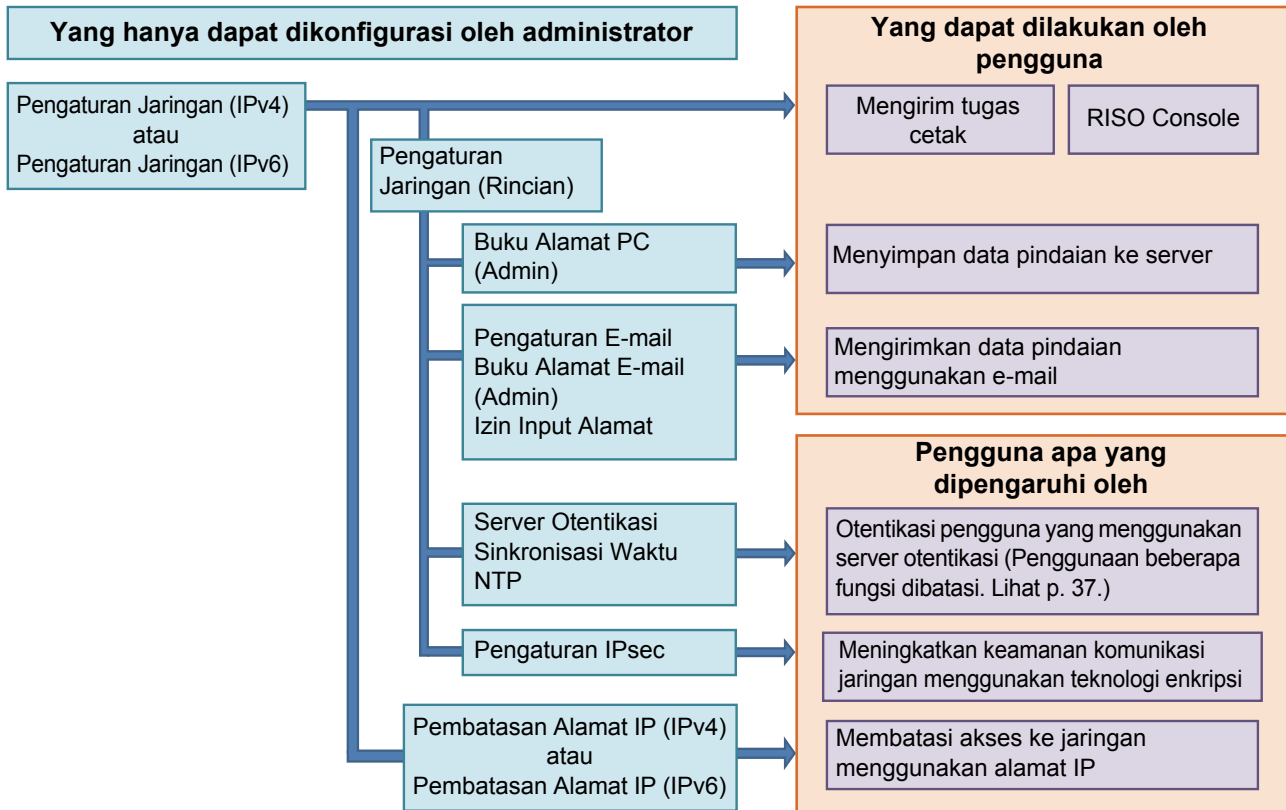 Yang hanya dapat dikonfigurasi oleh administrator
Pengaturan Jaringan (IPv4)
atau
Pengaturan Jaringan (IPv6)
Pengaturan
Jaringan (Rincian)
Buku Alamat PC
(Admin)
Pengaturan E-mail
Buku Alamat E-mail
(Admin)
Izin Input Alamat
Server Otentikasi
Sinkronisasi Waktu
NTP
Pengaturan IPsec
Pembatasan Alamat IP (IPv4)
atau
Pembatasan Alamat IP (IPv6)
Yang dapat dilakukan oleh
pengguna
Mengirim tugas
cetak
RISO Console
Menyimpan data pindaian ke server
Mengirimkan data pindaian
menggunakan e-mail
Pengguna apa yang
dipengaruhi oleh
Otentikasi pengguna yang menggunakan
server otentikasi (Penggunaan beberapa
fungsi dibatasi. Lihat p. 37.)
Meningkatkan keamanan komunikasi
jaringan menggunakan teknologi enkripsi
Membatasi akses ke jaringan
menggunakan alamat IP